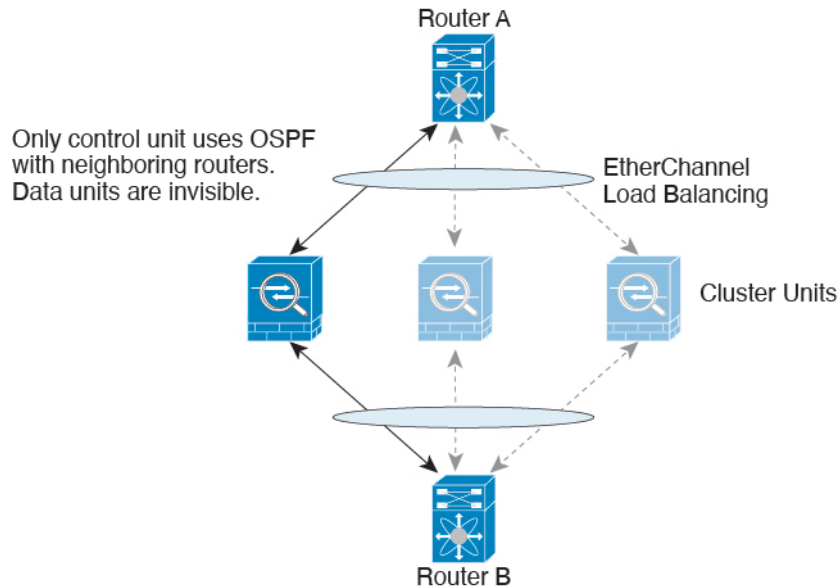 Router A
Only control unit uses OSPF
with neighboring routers.
Data units are invisible.
EtherChannel
Load Balancing
Cluster Units
Router B